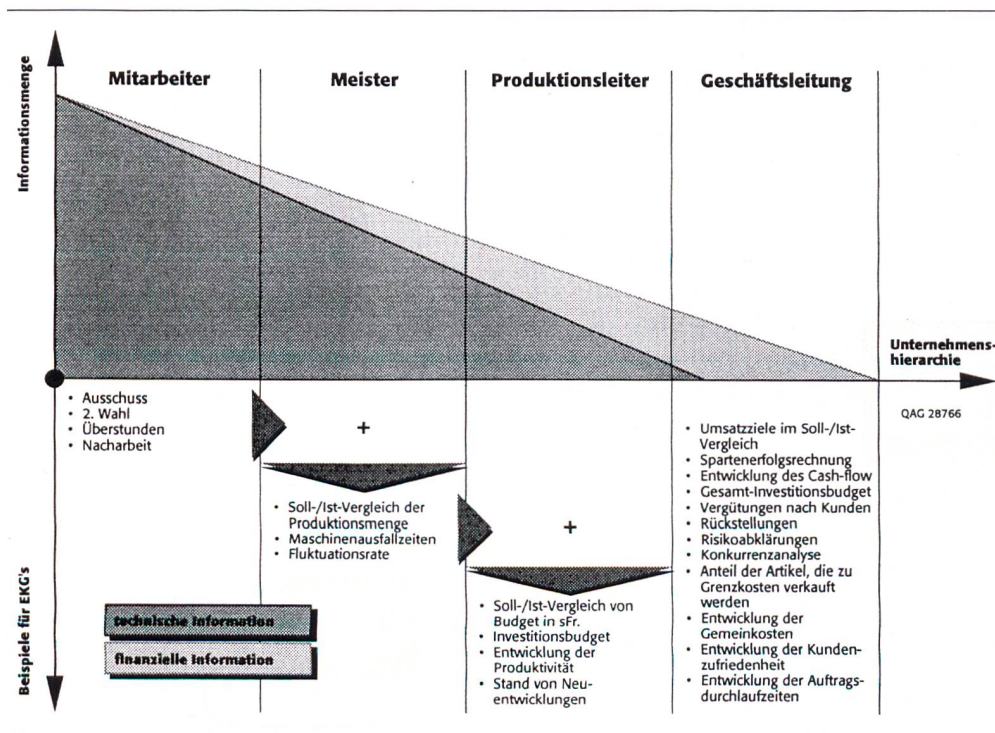 Informationsmenge
Mitarbeiter
Meister
Produktionsleiter
Geschäftsleitung
Unternehmens-
hierarchie
QAG 28766
Beispiele für EKG's
• Ausschuss
• 2. Wahl
• Überstunden
• Nacharbeit
+
• Soll-/Ist-Vergleich der
Produktionsmenge
• Maschinenausfallzeiten
• Fluktuationsrate
+
• Soll-/Ist-Vergleich von
Budget in sFr.
• Investitionsbudget
• Entwicklung der
Produktivität
• Stand von Neu-
entwicklungen
• Umsatzziele im Soll-/Ist-
Vergleich
• Spartenerfolgsrechnung
• Entwicklung des Cash-flow
• Gesamt-Investitionsbudget
• Vergütungen nach Kunden
• Rückstellungen
• Risikoabklärungen
• Konkurrenzanalyse
• Anteil der Artikel, die zu
Grenzkosten verkauft
werden
• Entwicklung der
Gemeinkosten
• Entwicklung der Kunden-
zufriedenheit
• Entwicklung der Auftrags-
durchlaufzeiten
technische Information
finanzielle Information